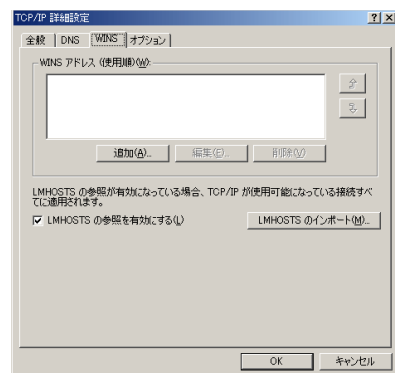 TCP/IP 詳細設定
全般 DNS WINS オプション
WINS アドレス (使用順)(W):
追加(A)... 編集(E)... 削除(V)
LMHOSTS の参照が有効になっている場合、TCP/IP が使用可能になっている接続すべ
てに適用されます。
LMHOSTS の参照を有効にする(L)
LMHOSTS のインポート(M)...
OK キャンセル